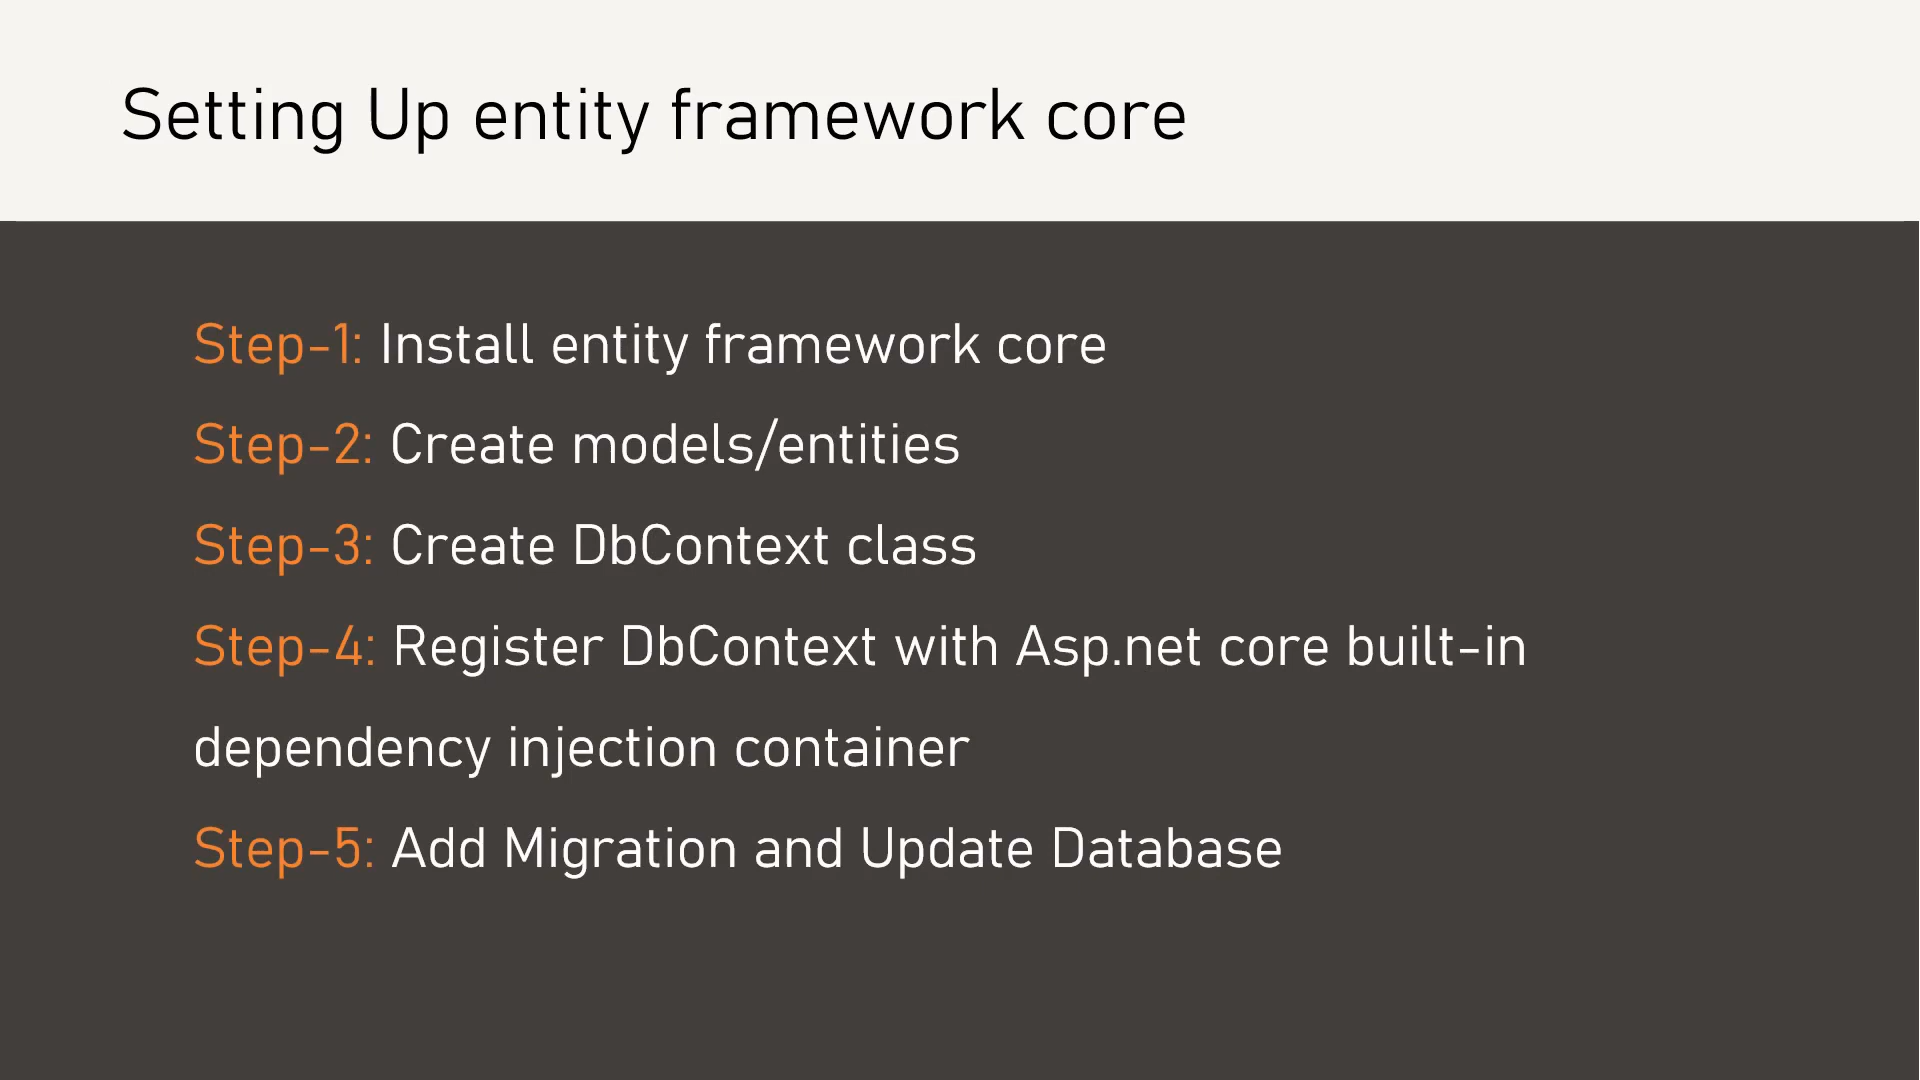 Setting Up entity framework core
Step-1: Install entity framework core
Step-2: Create models/entities
Step-3: Create DbContext class
Step-4: Register DbContext with Asp.net core built-in
dependency injection container
Step-5: Add Migration and Update Database